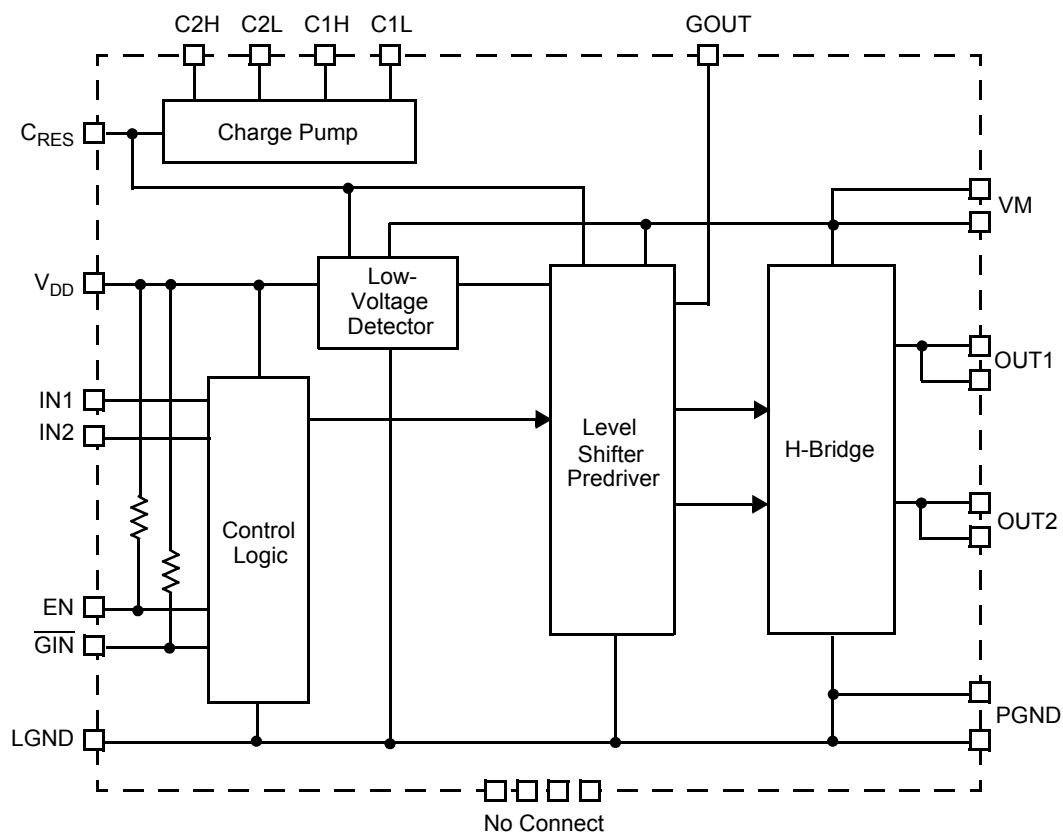 C2H C2L C1H C1L GOUT
CRES
Charge Pump
VM
VDD
Low-
Voltage
Detector
OUT1
IN1
IN2
Level
Shifter
Predriver
H-Bridge
OUT2
Control
Logic
EN
GIN
PGND
LGND
No Connect